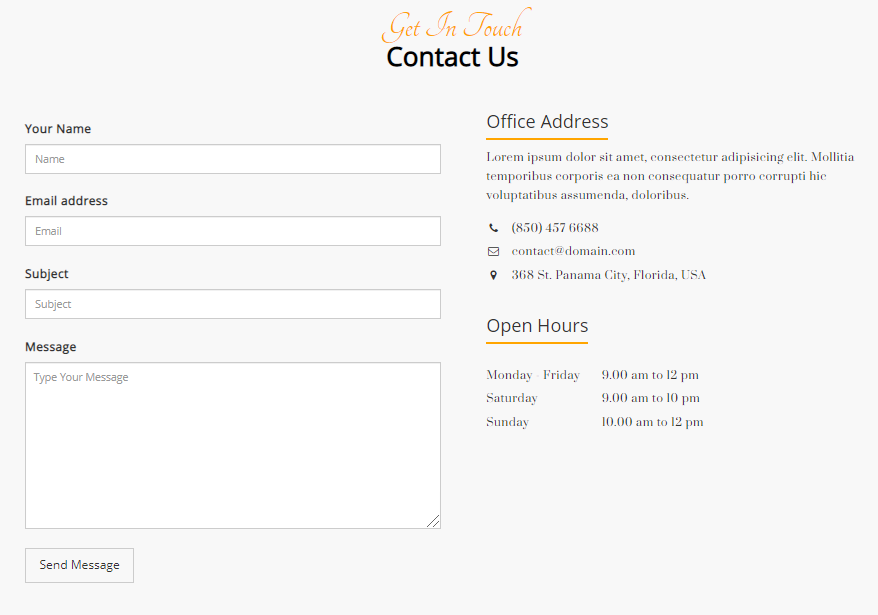 Get In Touch
Contact Us
Your Name
Name
Email address
Email
Subject
Subject
Message
Type Your Message
Send Message
Office Address
Lorem ipsum dolor sit amet, consectetur adipisicing elit. Mollitia
temporibus corporis ea non consequatur porro corrupti hic
voluptatibus assumenda, doloribus.
(850) 457 6688
contact@domain.com
368 St. Panama City, Florida, USA
Open Hours
Monday - Friday 9.00 am to 12 pm
Saturday 9.00 am to 10 pm
Sunday 10.00 am to 12 pm